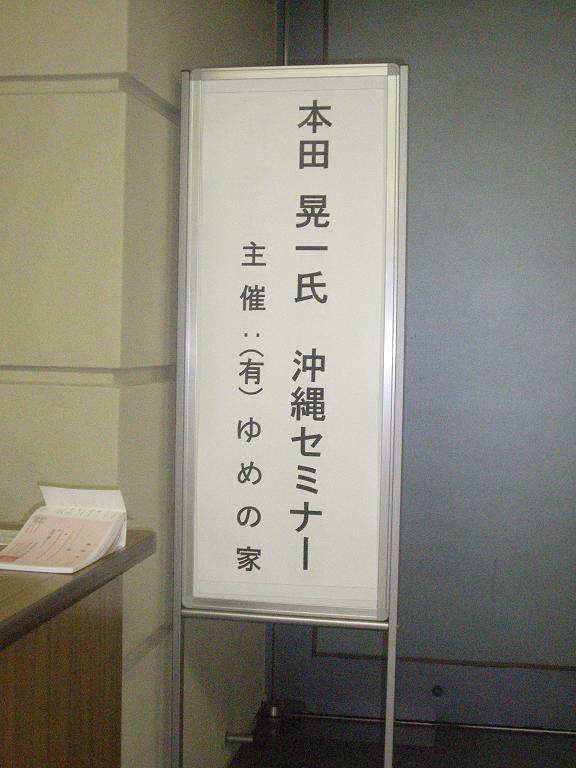 本田 晃一氏 沖縄セミナー
主催：（有）ゆめの家